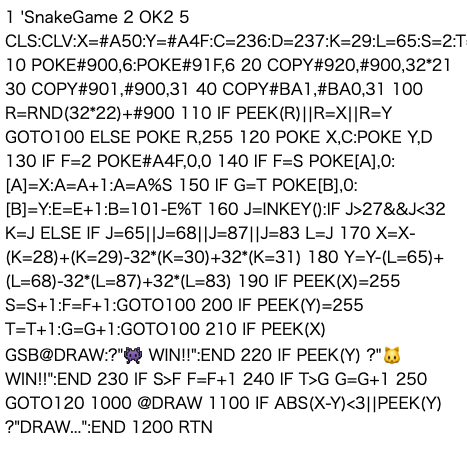 1 'SnakeGame 2 OK2 5
CLS:CLV:X=#A50:Y=#A4F:C=236:D=237:K=29:L=65:S=2:T=
10 POKE#900,6:POKE#91F,6 20 COPY#920,#900,32*21
30 COPY#901,#900,31 40 COPY#BA1,#BA0,31 100
R=RND(32*22)+#900 110 IF PEEK(R)||R=X||R=Y
GOTO100 ELSE POKE R,255 120 POKE X,C:POKE Y,D
130 IF F=2 POKE#A4F,0,0 140 IF F=S POKE[A],0:
[A]=X:A=A+1:A=A%S 150 IF G=T POKE[B],0:
[B]=Y:E=E+1:B=101-E%T 160 J=INKEY():IF J>27&&J<32
K=J ELSE IF J=65||J=68||J=87||J=83 L=J 170 X=X-
(K=28)+(K=29)-32*(K=30)+32*(K=31) 180 Y=Y-(L=65)+
(L=68)-32*(L=87)+32*(L=83) 190 IF PEEK(X)=255
S=S+1:F=F+1:GOTO100 200 IF PEEK(Y)=255
T=T+1:G=G+1:GOTO100 210 IF PEEK(X)
GSB@DRAW:?"👾 WIN!!":END 220 IF PEEK(Y) ?"🐱
WIN!!":END 230 IF S>F F=F+1 240 IF T>G G=G+1 250
GOTO120 1000 @DRAW 1100 IF ABS(X-Y)<3||PEEK(Y)
?"DRAW...":END 1200 RTN